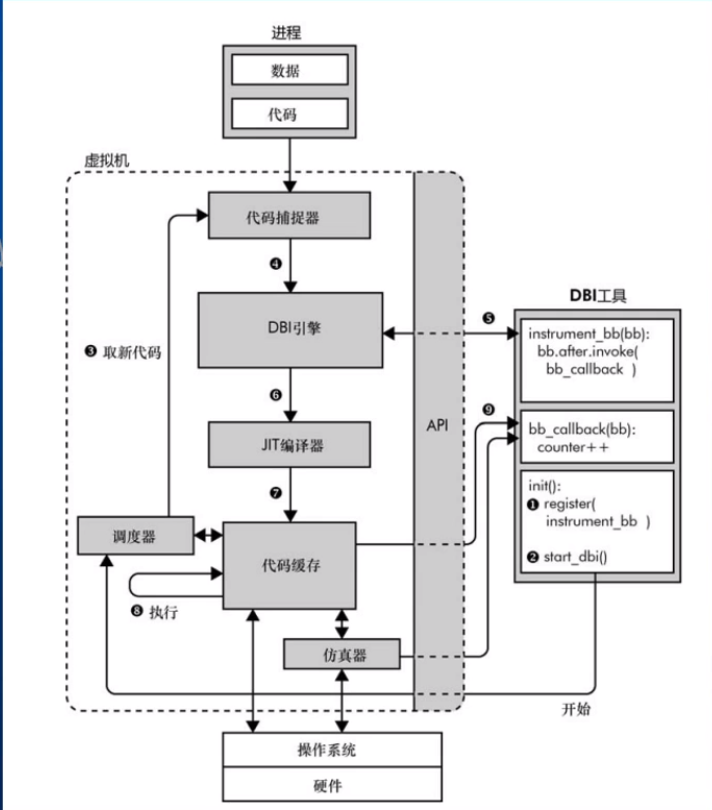 进程
数据
代码
虚拟机
代码捕捉器
❹
DBI引擎
❸ 取新代码
❻
JIT编译器
❼
调度器
代码缓存
❽ 执行
仿真器
API
❺
❾
DBI工具
instrument_bb(bb):
bb.after.invoke(
bb_callback )
bb_callback(bb):
counter++
init():
❶ register(
instrument_bb )
❷ start_dbi()
开始
操作系统
硬件